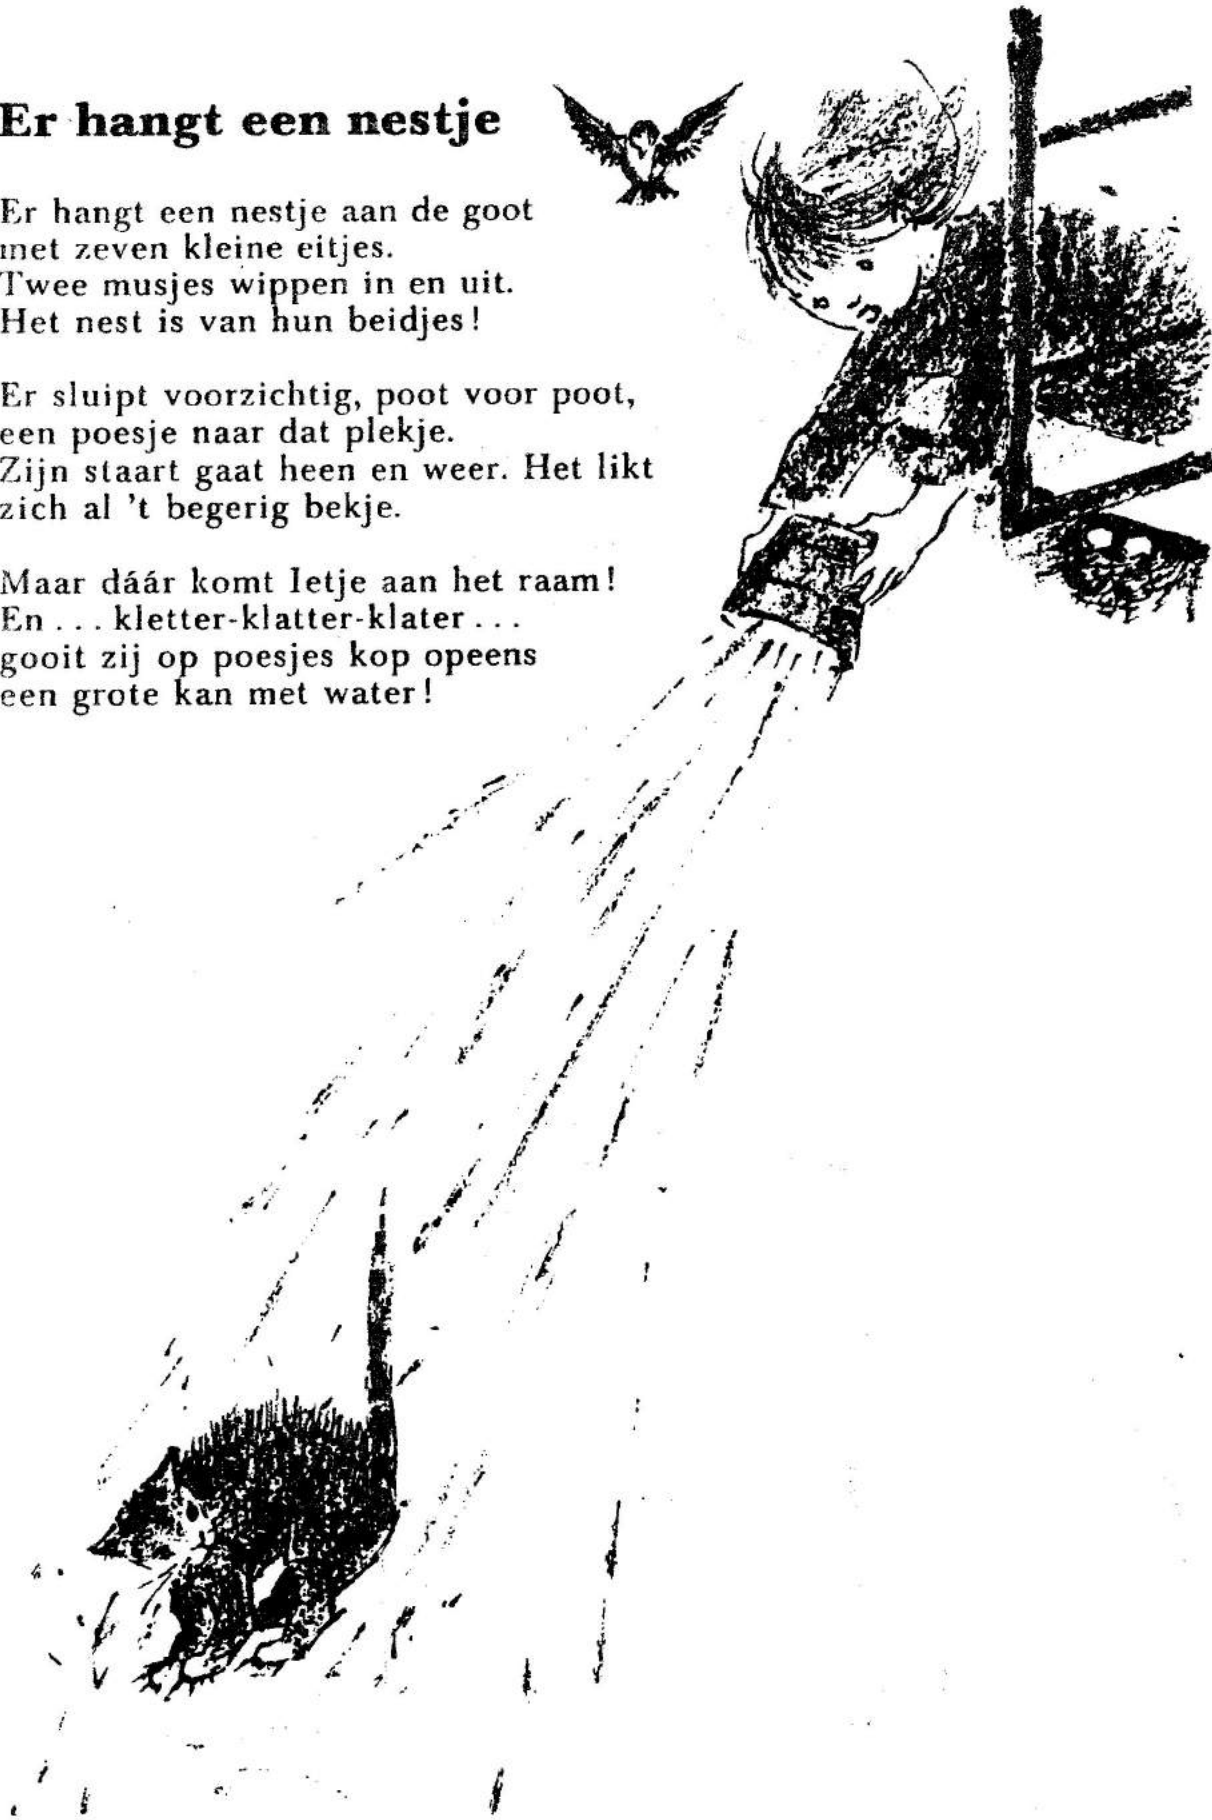 Er hangt een nestje
Er hangt een nestje aan de goot
met zeven kleine eitjes.
Twee musjes wippen in en uit.
Het nest is van hun beidjes!
Er sluipt voorzichtig, poot voor poot,
een poesje naar dat plekje.
Zijn staart gaat heen en weer. Het likt
zich al 't begerig bekje.
Maar dáár komt Ietje aan het raam!
En ... kletter-klatter-klater ...
gooit zij op poesjes kop opeens
een grote kan met water!